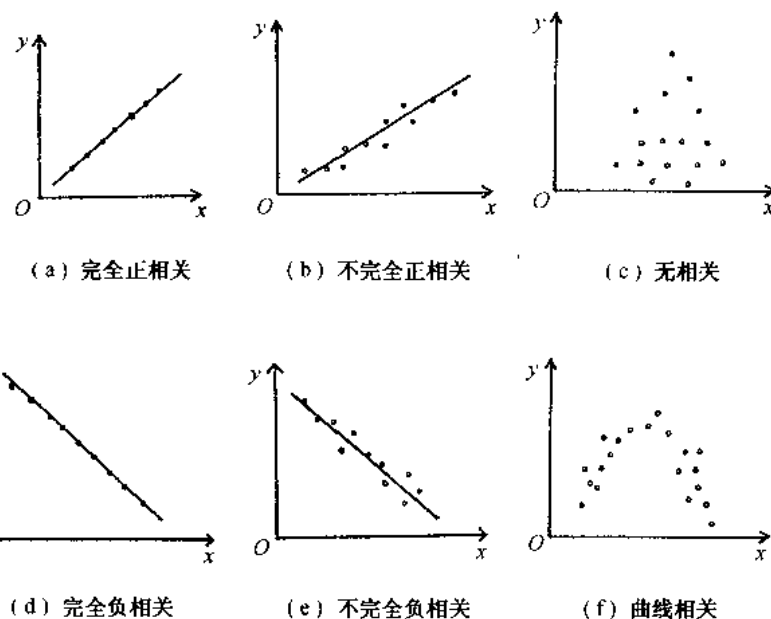 y
y
y
O
x
O
x
O
x
(a) 完全正相关
(b) 不完全正相关
(c) 无相关
y
y
x
O
x
O
x
(d) 完全负相关
(e) 不完全负相关
(f) 曲线相关